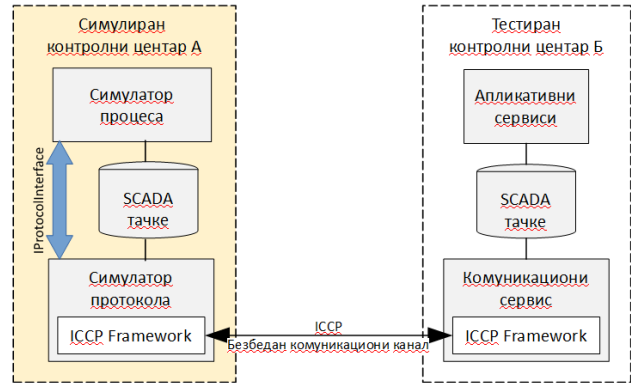 Симулиран
контролни центар А
Симулатор
процеса
IProtocolInterface
SCADA
тачке
Симулатор
протокола
ICCP Framework
ICCP
Безбедан комуникациони канал
Тестиран
контролни центар Б
Апликативни
сервиси
SCADA
тачке
Комуникациони
сервис
ICCP Framework